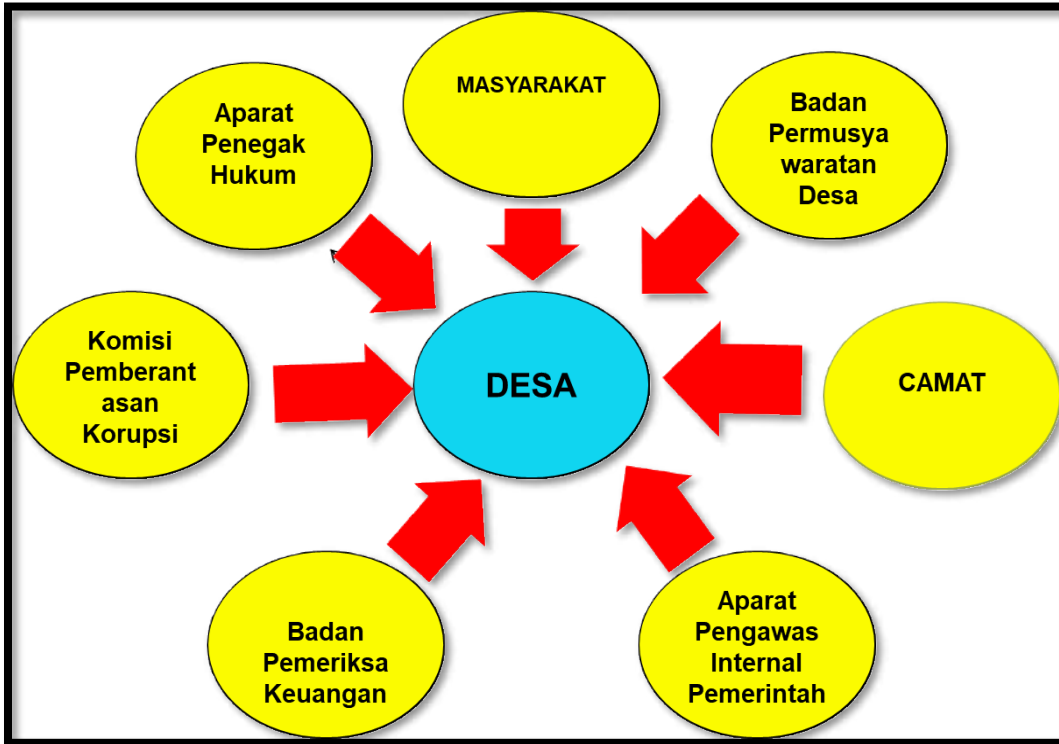 MASYARAKAT
Aparat
Penegak
Hukum
Badan
Permusya
waratan
Desa
Komisi
Pemberant
asan
Korupsi
DESA
CAMAT
Badan
Pemeriksa
Keuangan
Aparat
Pengawas
Internal
Pemerintah